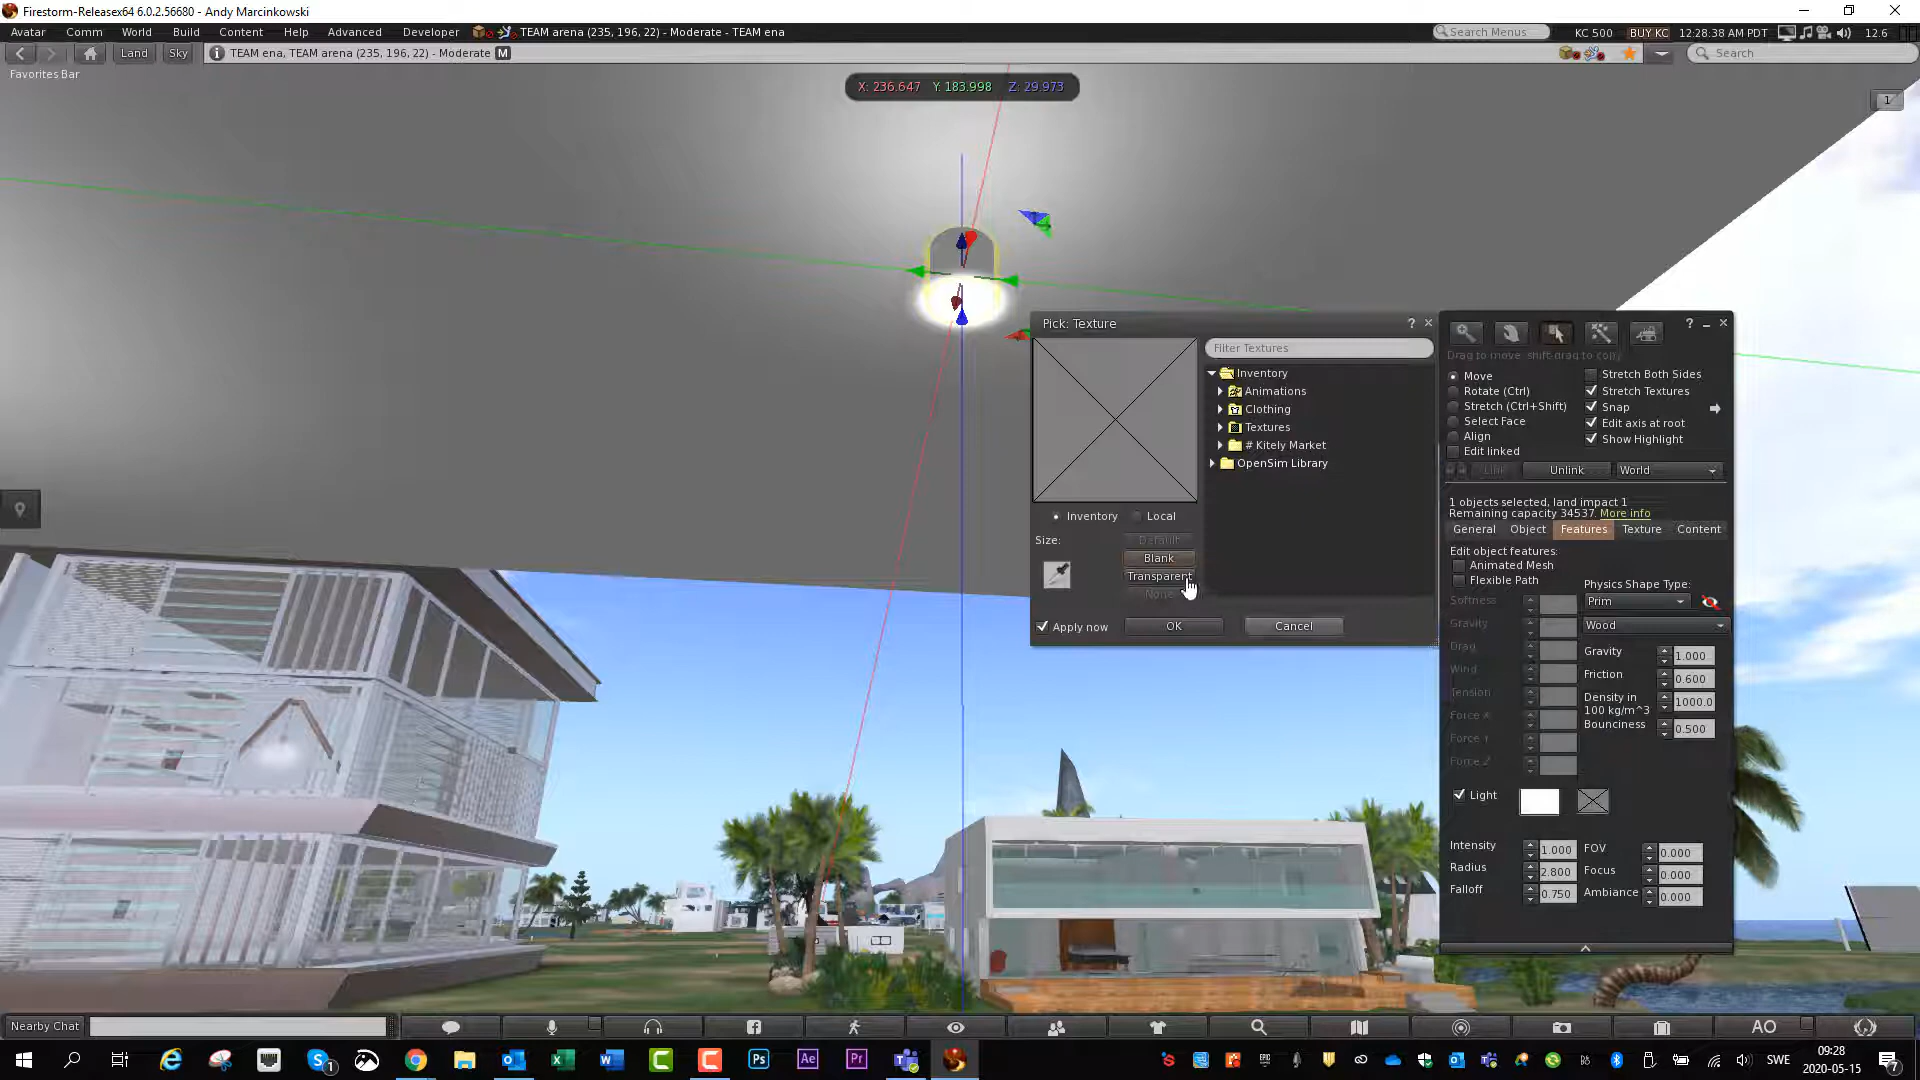 Firestorm-Releasex64 6.0.2.56680 - Andy Marcinkowski
Avatar Comm World Build Content Help Advanced Developer TEAM arena (235, 196, 22) - Moderate - TEAM ena
Search Menus KC 500 BUY KC 12:28:38 AM PDT 12.6
Land Sky TEAM ena, TEAM arena (235, 196, 22) - Moderate M
Search
Favorites Bar
X: 236.647 Y: 183.998 Z: 29.973
1
Pick: Texture ? ×
Filter Textures
Inventory
Animations
Clothing
Textures
# Kitely Market
OpenSim Library
Inventory Local
Size:
Default
Blank
Transparent
None
Apply now OK Cancel
Drag to move, shift-drag to copy
Move
Rotate (Ctrl)
Stretch (Ctrl+Shift)
Select Face
Align
Edit linked
Stretch Both Sides
Stretch Textures
Snap
Edit axis at root
Show Highlight
Link Unlink World
1 objects selected, land impact 1
Remaining capacity 34537. More info
General Object Features Texture Content
Edit object features:
Animated Mesh
Flexible Path
Softness
Gravity
Drag
Wind
Tension
Force X
Force Y
Force Z
Physics Shape Type:
Prim
Wood
Gravity 1.000
Friction 0.600
Density in
100 kg/m^3 1000.0
Bounciness 0.500
Light
Intensity 1.000 FOV 0.000
Radius 2.800 Focus 0.000
Falloff 0.750 Ambiance 0.000
Nearby Chat
AO
SWE
09:28
2020-05-15